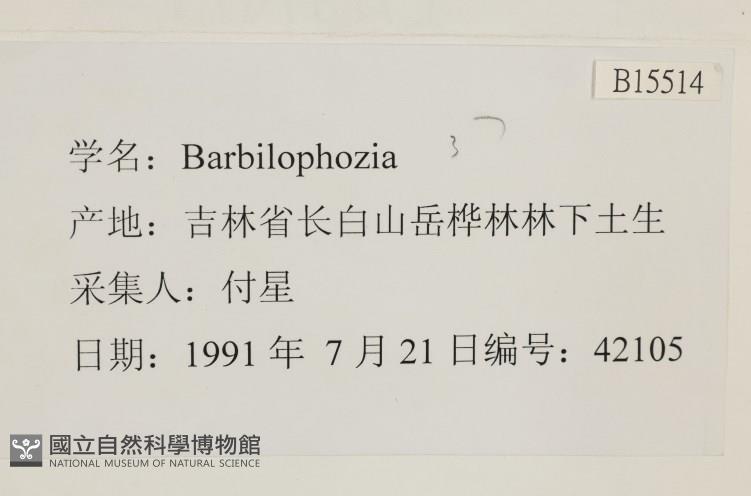 B15514
学名：Barbilophozia
产地：吉林省长白山岳桦林林下土生
采集人：付星
日期：1991 年 7 月 21 日编号：42105
國立自然科學博物館
NATIONAL MUSEUM OF NATURAL SCIENCE